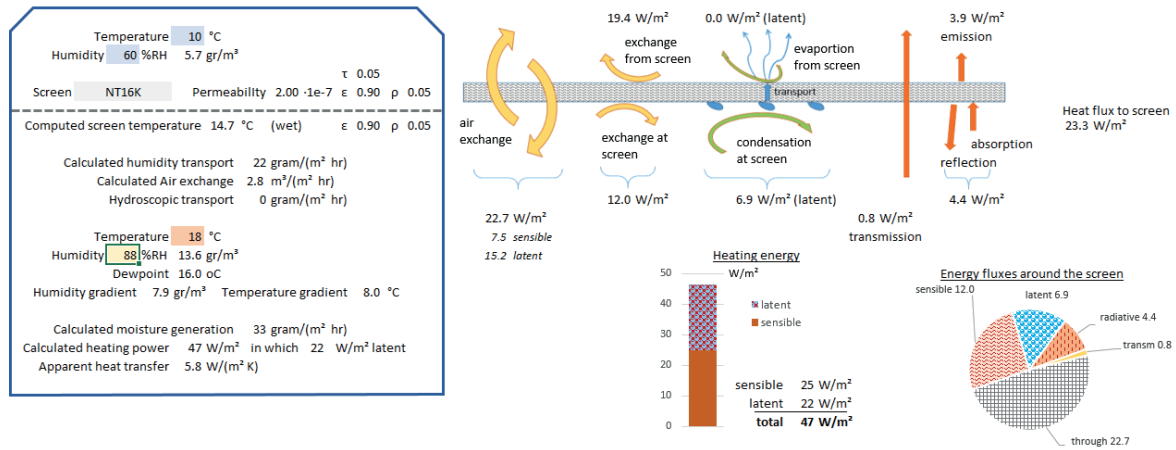 Temperature 10 °C
Humidity 60 %RH 5.7 gr/m³
τ 0.05
Screen NT16K Permeability 2.00 ·1e-7 ε 0.90 ρ 0.05
Computed screen temperature 14.7 °C (wet) ε 0.90 ρ 0.05
Calculated humidity transport 22 gram/(m² hr)
Calculated Air exchange 2.8 m³/(m² hr)
Hydroscopic transport 0 gram/(m² hr)
Temperature 18 °C
Humidity 88 %RH 13.6 gr/m³
Dewpoint 16.0 oC
Humidity gradient 7.9 gr/m³ Temperature gradient 8.0 °C
Calculated moisture generation 33 gram/(m² hr)
Calculated heating power 47 W/m² in which 22 W/m² latent
Apparent heat transfer 5.8 W/(m² K)
19.4 W/m² 0.0 W/m² (latent) 3.9 W/m²
emission
exchange
from screen
evaportion
from screen
transport
air
exchange
exchange at
screen
condensation
at screen
absorption
reflection
Heat flux to screen
23.3 W/m²
22.7 W/m²
7.5 sensible
15.2 latent
12.0 W/m²
6.9 W/m² (latent)
0.8 W/m²
transmission
4.4 W/m²
Heating energy
W/m²
50
40
30
20
10
0
latent
sensible
sensible 25 W/m²
latent 22 W/m²
total 47 W/m²
Energy fluxes around the screen
sensible 12.0
latent 6.9
radiative 4.4
transm 0.8
through 22.7